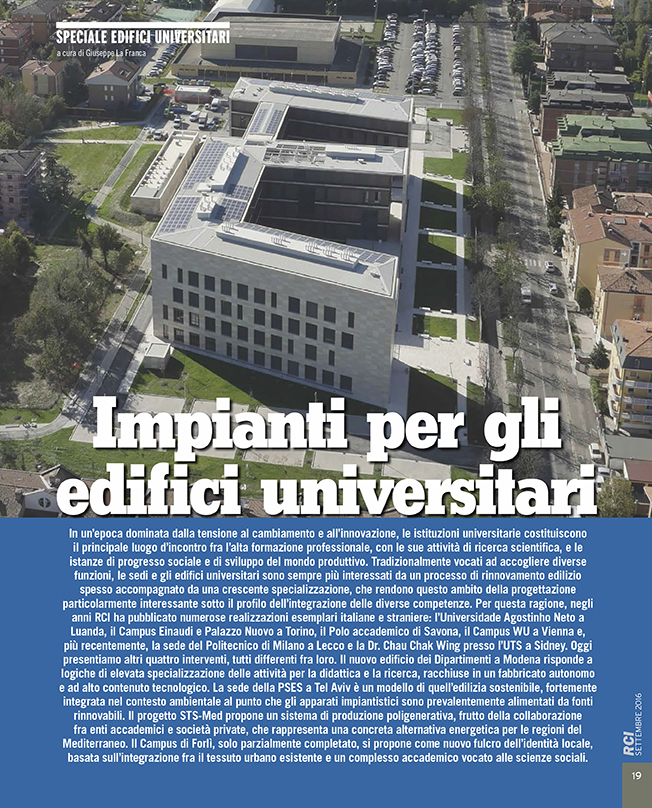 SPECIALE EDIFICI UNIVERSITARI
a cura di Giuseppe La Franca
Impianti per gli
edifici universitari
In un'epoca dominata dalla tensione al cambiamento e all'innovazione, le istituzioni universitarie costituiscono
il principale luogo d'incontro fra l'alta formazione professionale, con le sue attività di ricerca scientifica, e le
istanze di progresso sociale e di sviluppo del mondo produttivo. Tradizionalmente vocati ad accogliere diverse
funzioni, le sedi e gli edifici universitari sono sempre più interessati da un processo di rinnovamento edilizio
spesso accompagnato da una crescente specializzazione, che rendono questo ambito della progettazione
particolarmente interessante sotto il profilo dell'integrazione delle diverse competenze. Per questa ragione, negli
anni RCI ha pubblicato numerose realizzazioni esemplari italiane e straniere: l'Universidade Agostinho Neto a
Luanda, il Campus Einaudi e Palazzo Nuovo a Torino, il Polo accademico di Savona, il Campus WU a Vienna e,
più recentemente, la sede del Politecnico di Milano a Lecco e la Dr. Chau Chak Wing presso l'UTS a Sidney. Oggi
presentiamo altri quattro interventi, tutti differenti fra loro. Il nuovo edificio dei Dipartimenti a Modena risponde a
logiche di elevata specializzazione delle attività per la didattica e la ricerca, racchiuse in un fabbricato autonomo
e ad alto contenuto tecnologico. La sede della PSES a Tel Aviv è un modello di quell'edilizia sostenibile, fortemente
integrata nel contesto ambientale al punto che gli apparati impiantistici sono prevalentemente alimentati da fonti
rinnovabili. Il progetto STS-Med propone un sistema di produzione poligenerativa, frutto della collaborazione
fra enti accademici e società private, che rappresenta una concreta alternativa energetica per le regioni del
Mediterraneo. Il Campus di Forlì, solo parzialmente completato, si propone come nuovo fulcro dell'identità locale,
basata sull'integrazione fra il tessuto urbano esistente e un complesso accademico vocato alle scienze sociali.
RCI
SETTEMBRE 2016
19